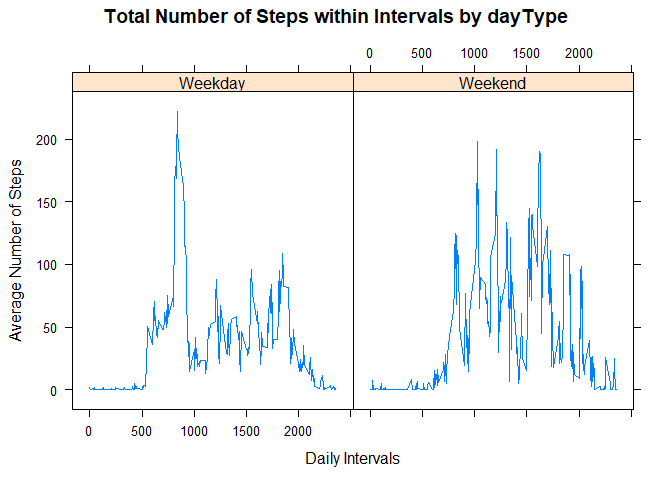 Total Number of Steps within Intervals by dayType
0 500 1000 1500 2000
Weekday Weekend
200
150
100
50
0
Average Number of Steps
0 500 1000 1500 2000
Daily Intervals